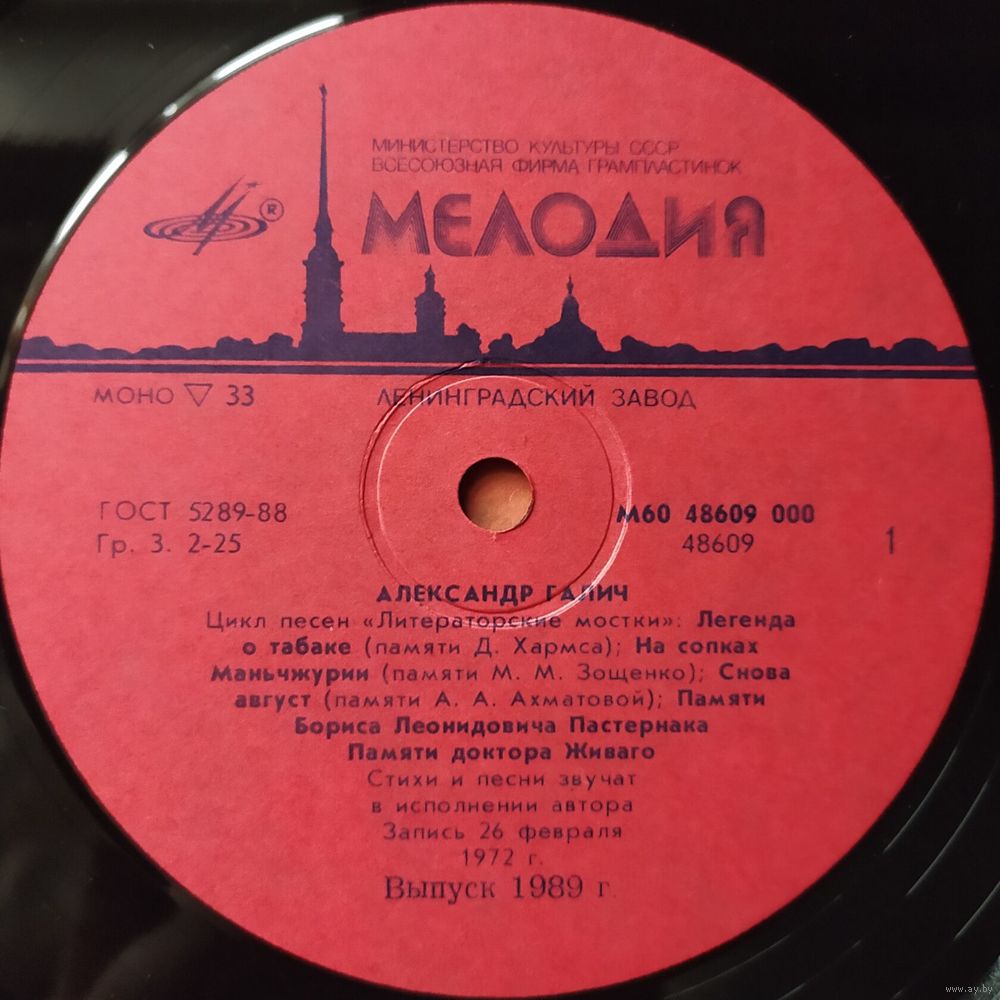 МИНИСТЕРСТВО КУЛЬТУРЫ СССР
ВСЕСОЮЗНАЯ ФИРМА ГРАМПЛАСТИНОК
®
МЕЛОДИЯ
МОНО ▽ 33
ЛЕНИНГРАДСКИЙ ЗАВОД
ГОСТ 5289-88
Гр. 3. 2-25
М60 48609 000
48609
1
АЛЕКСАНДР ГАЛИЧ
Цикл песен «Литераторские мостки»: Легенда
о табаке (памяти Д. Хармса); На сопках
Маньчжурии (памяти М. М. Зощенко); Снова
август (памяти А. А. Ахматовой); Памяти
Бориса Леонидовича Пастернака
Памяти доктора Живаго
Стихи и песни звучат
в исполнении автора
Запись 26 февраля
1972 г.
Выпуск 1989 г.
www.ay.by